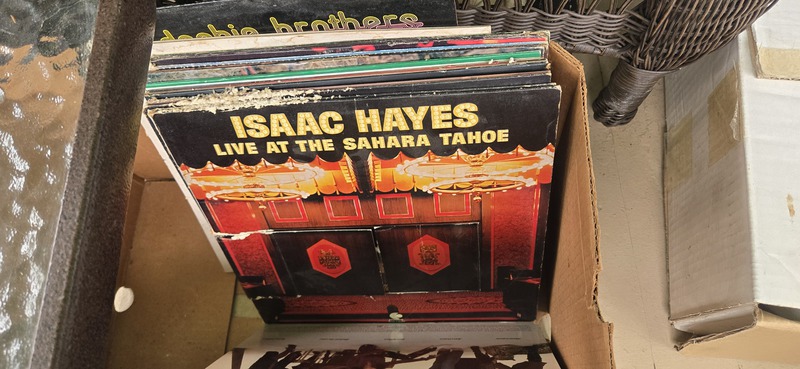 doobie brothers
ISAAC HAYES
LIVE AT THE SAHARA TAHOE